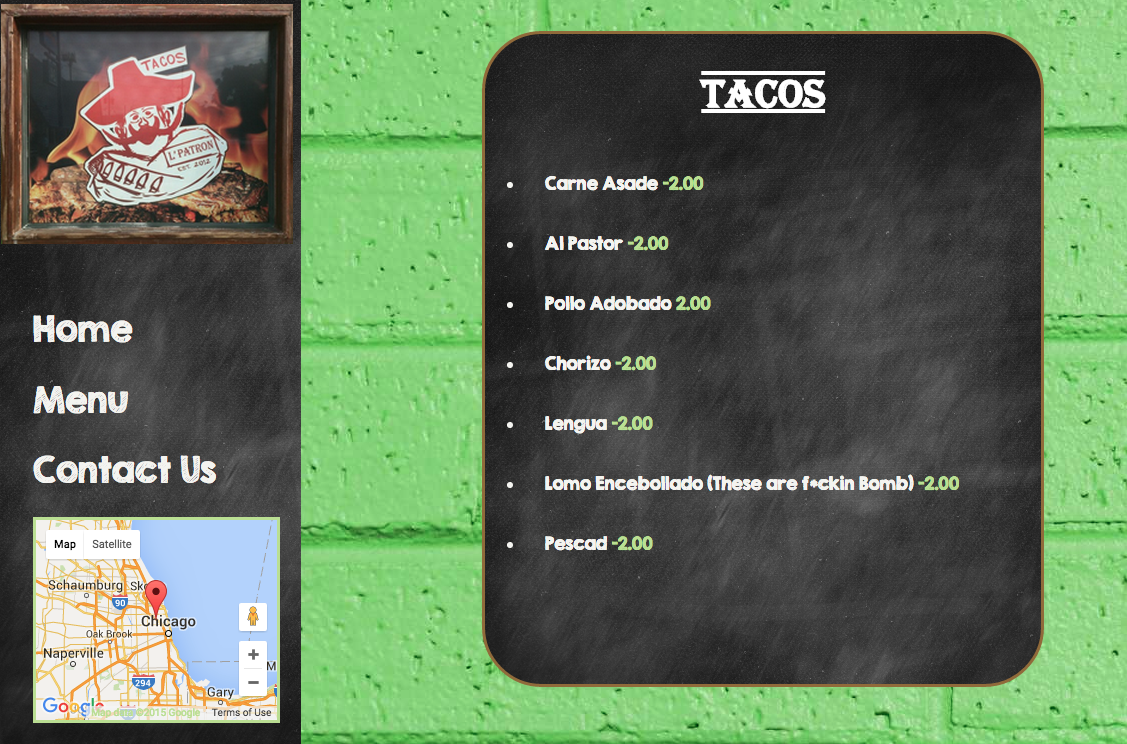 TACOS
L'PATRON
EST. 2012
Home
Menu
Contact Us
Map Satellite
Schaumburg
90
Chicago
Oak Brook
Naperville
294
Gary
M
Google
Map data ©2015 Google Terms of Use
TACOS
• Carne Asade -2.00
• Al Pastor -2.00
• Pollo Adobado 2.00
• Chorizo -2.00
• Lengua -2.00
• Lomo Encebollado (These are f*ckin Bomb) -2.00
• Pescad -2.00